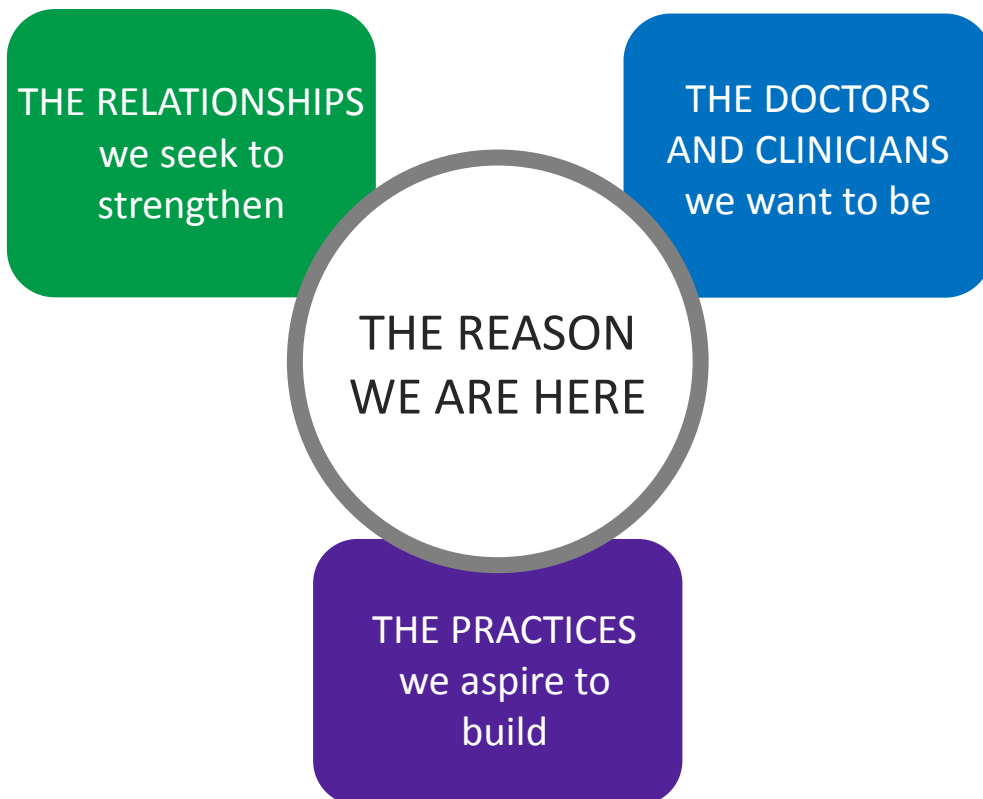 THE RELATIONSHIPS
we seek to
strengthen
THE DOCTORS
AND CLINICIANS
we want to be
THE REASON
WE ARE HERE
THE PRACTICES
we aspire to
build